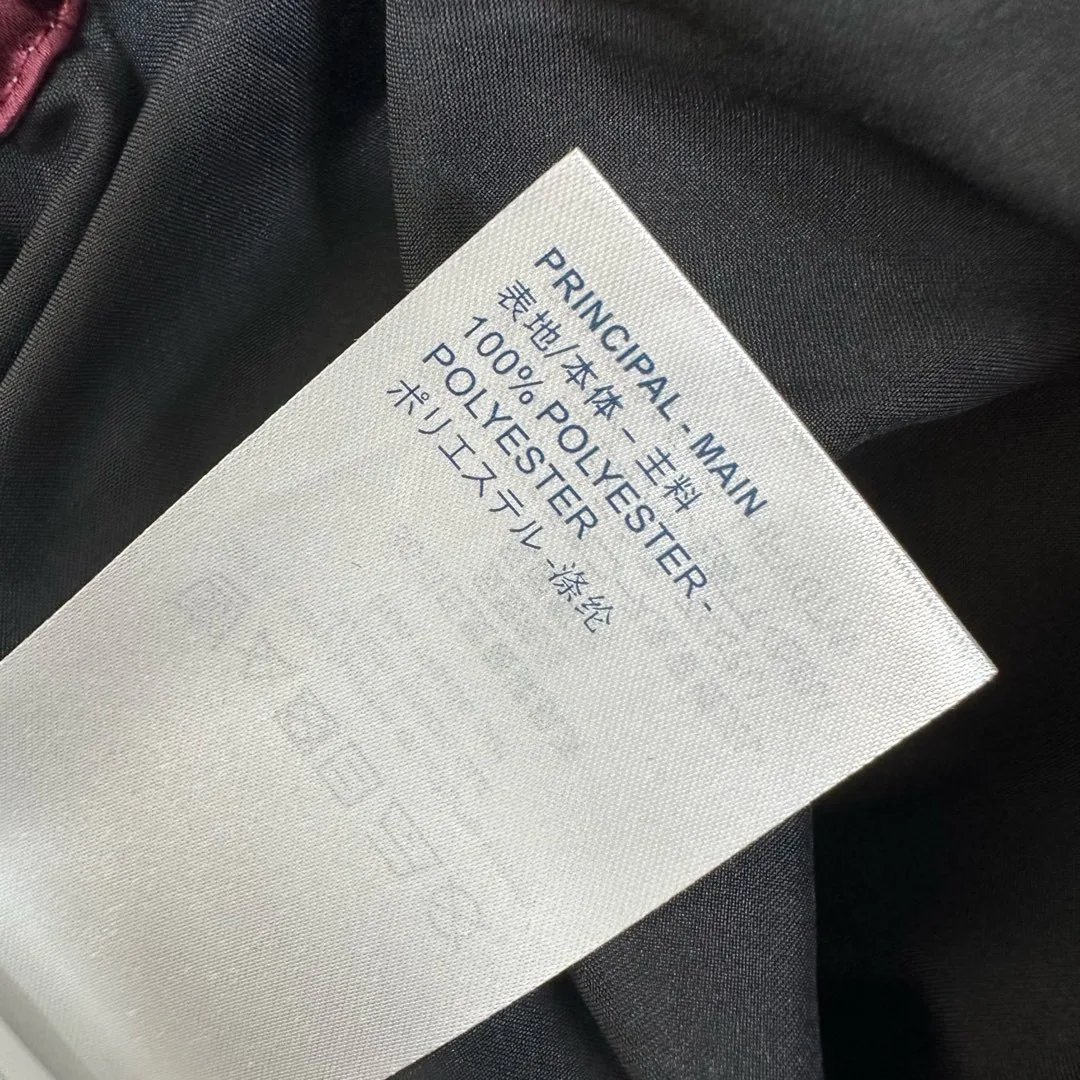 PRINCIPAL - MAIN
表地/本体 - 主料
100% POLYESTER-
POLYESTER
ポリエステル -涤纶